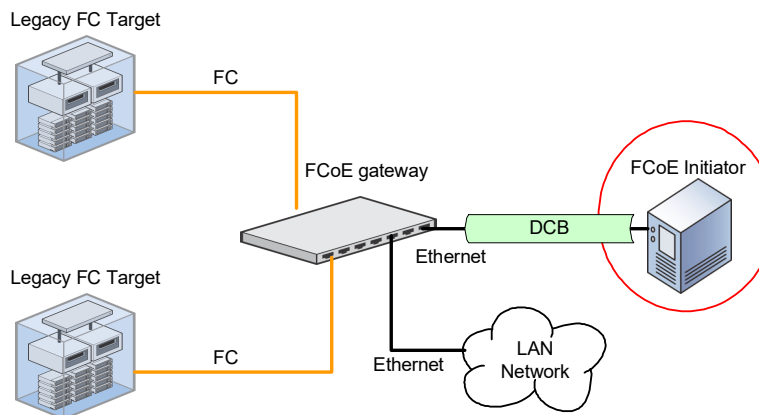 Legacy FC Target
FC
FCoE gateway
FCoE Initiator
DCB
Ethernet
Legacy FC Target
FC
Ethernet
LAN
Network